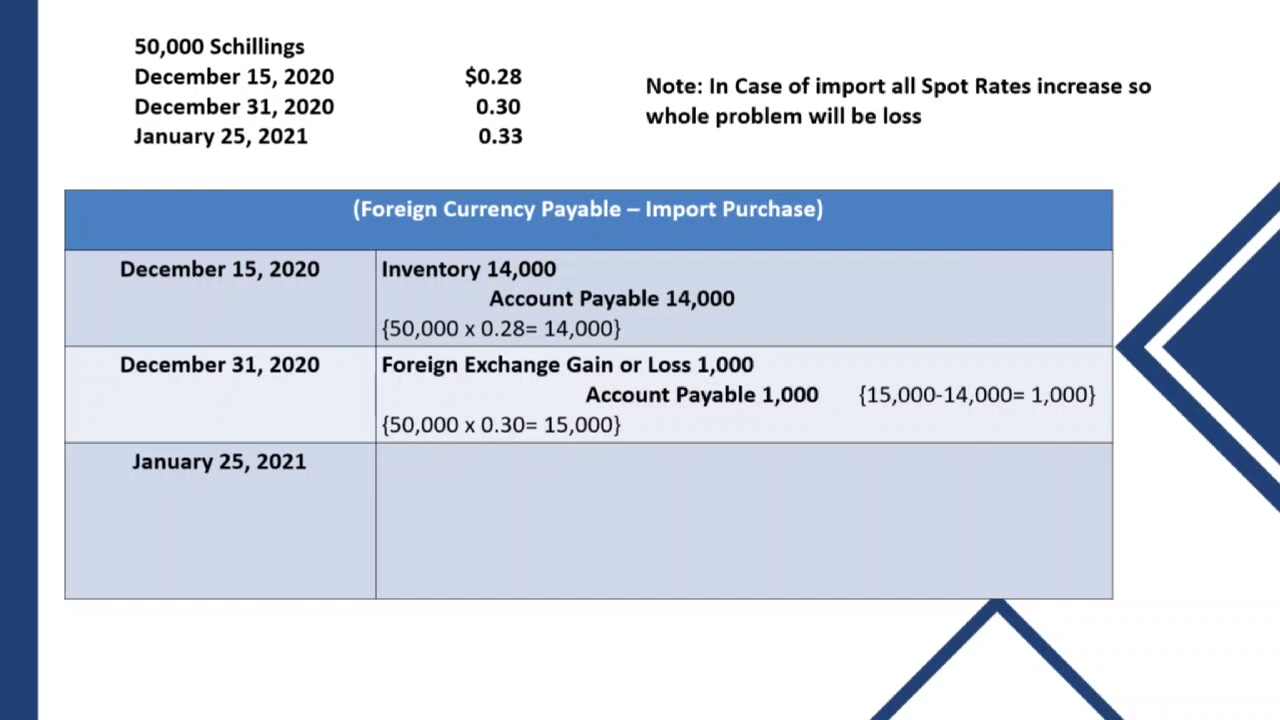 50,000 Schillings
December 15, 2020 $0.28
December 31, 2020 0.30
January 25, 2021 0.33
Note: In Case of import all Spot Rates increase so
whole problem will be loss
(Foreign Currency Payable – Import Purchase)
December 15, 2020
Inventory 14,000
Account Payable 14,000
{50,000 x 0.28= 14,000}
December 31, 2020
Foreign Exchange Gain or Loss 1,000
Account Payable 1,000 {15,000-14,000= 1,000}
{50,000 x 0.30= 15,000}
January 25, 2021